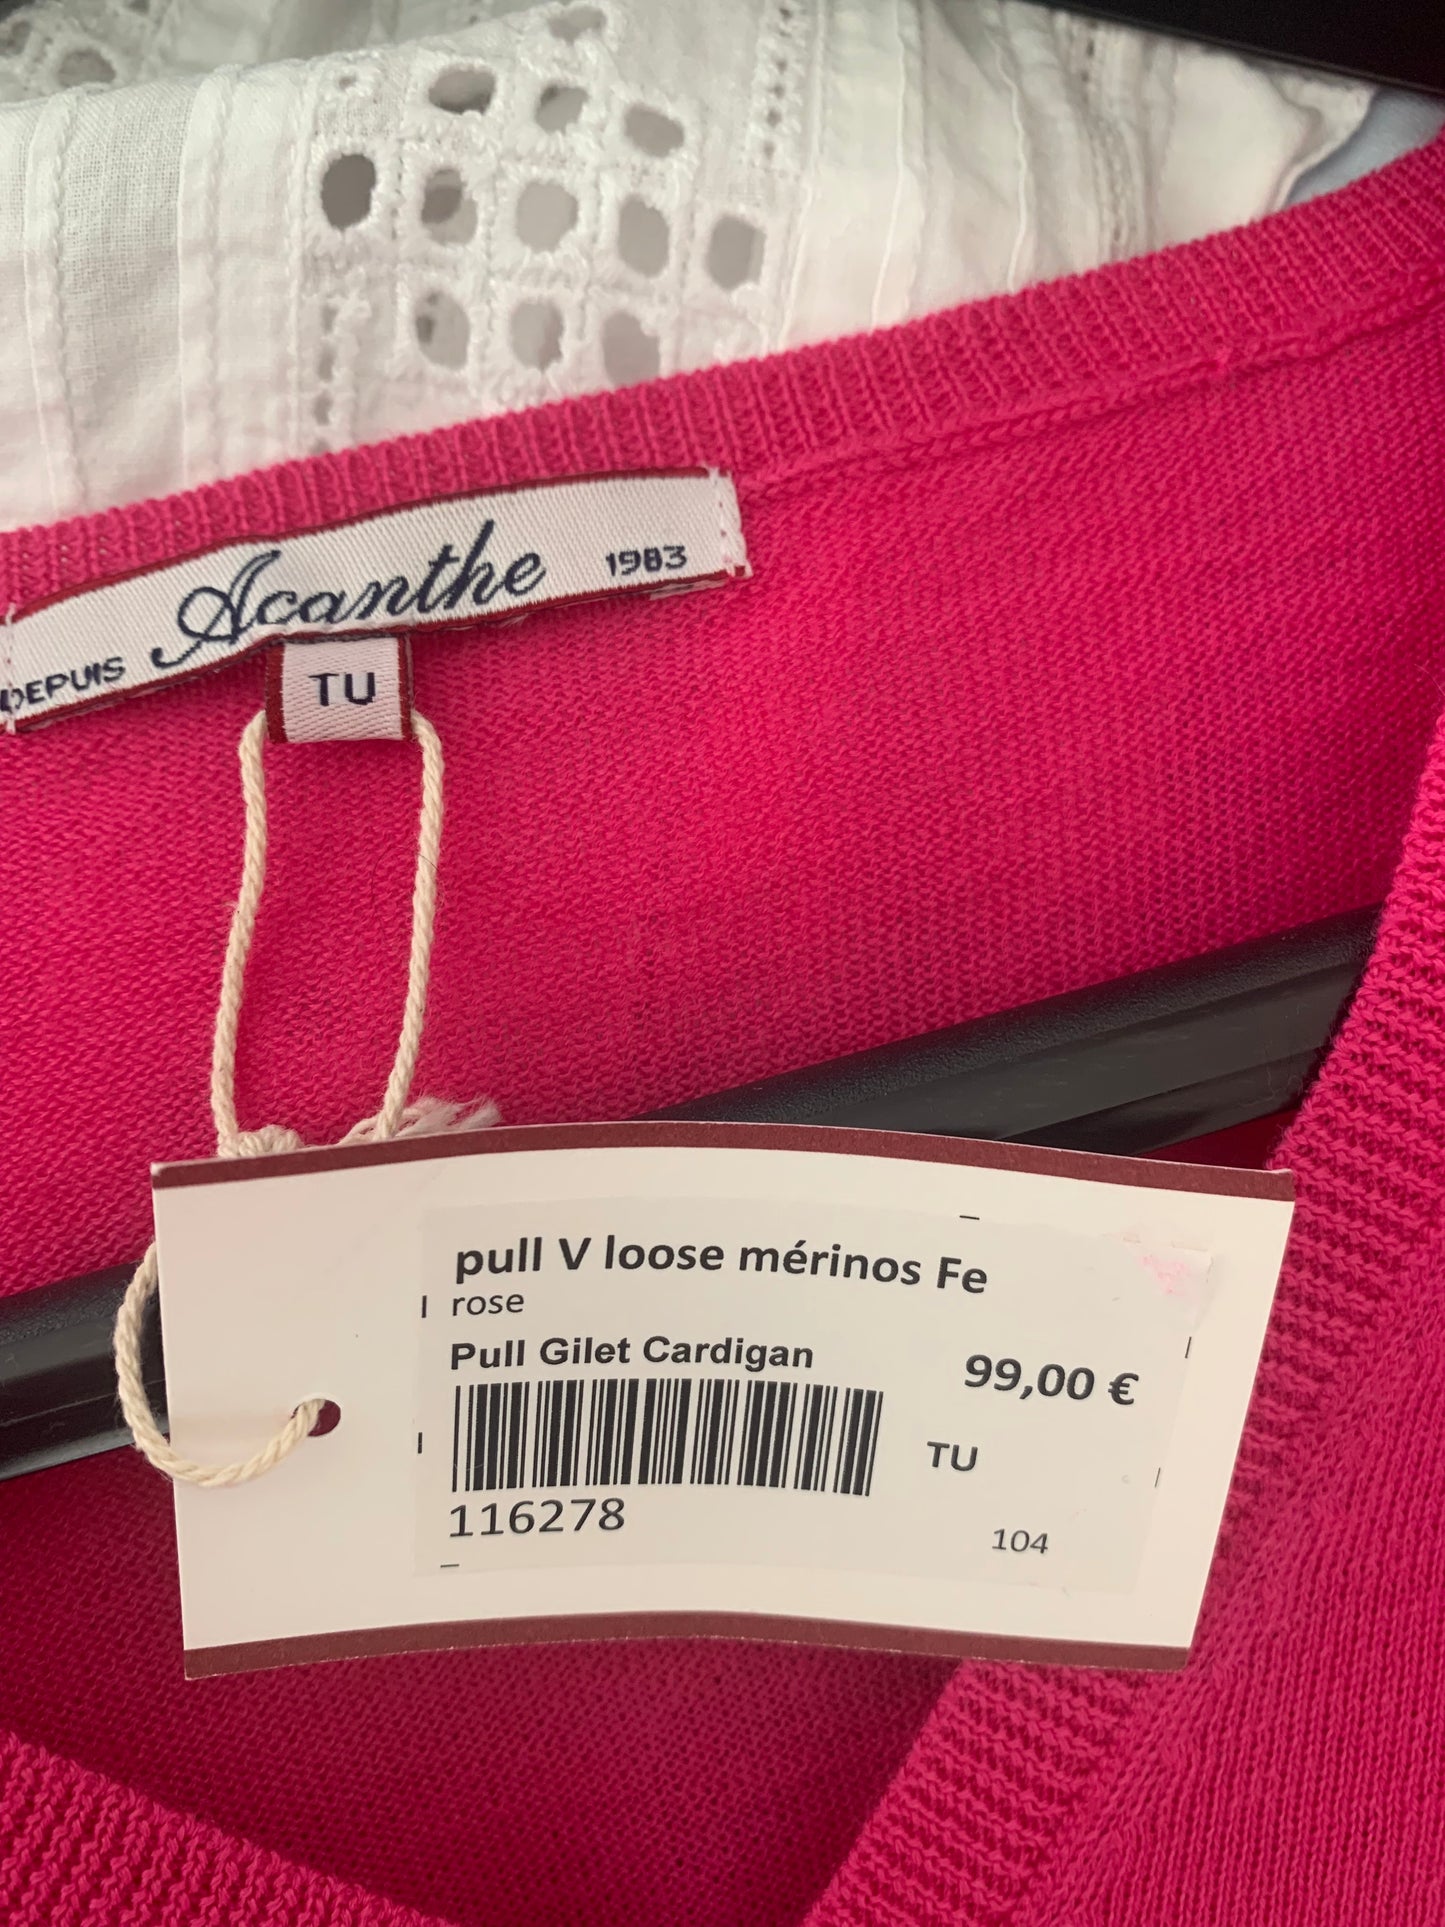 DEPUIS Acanthe 1983
TU
pull V loose mérinos Fe
rose
Pull Gilet Cardigan
99,00 €
TU
116278
104